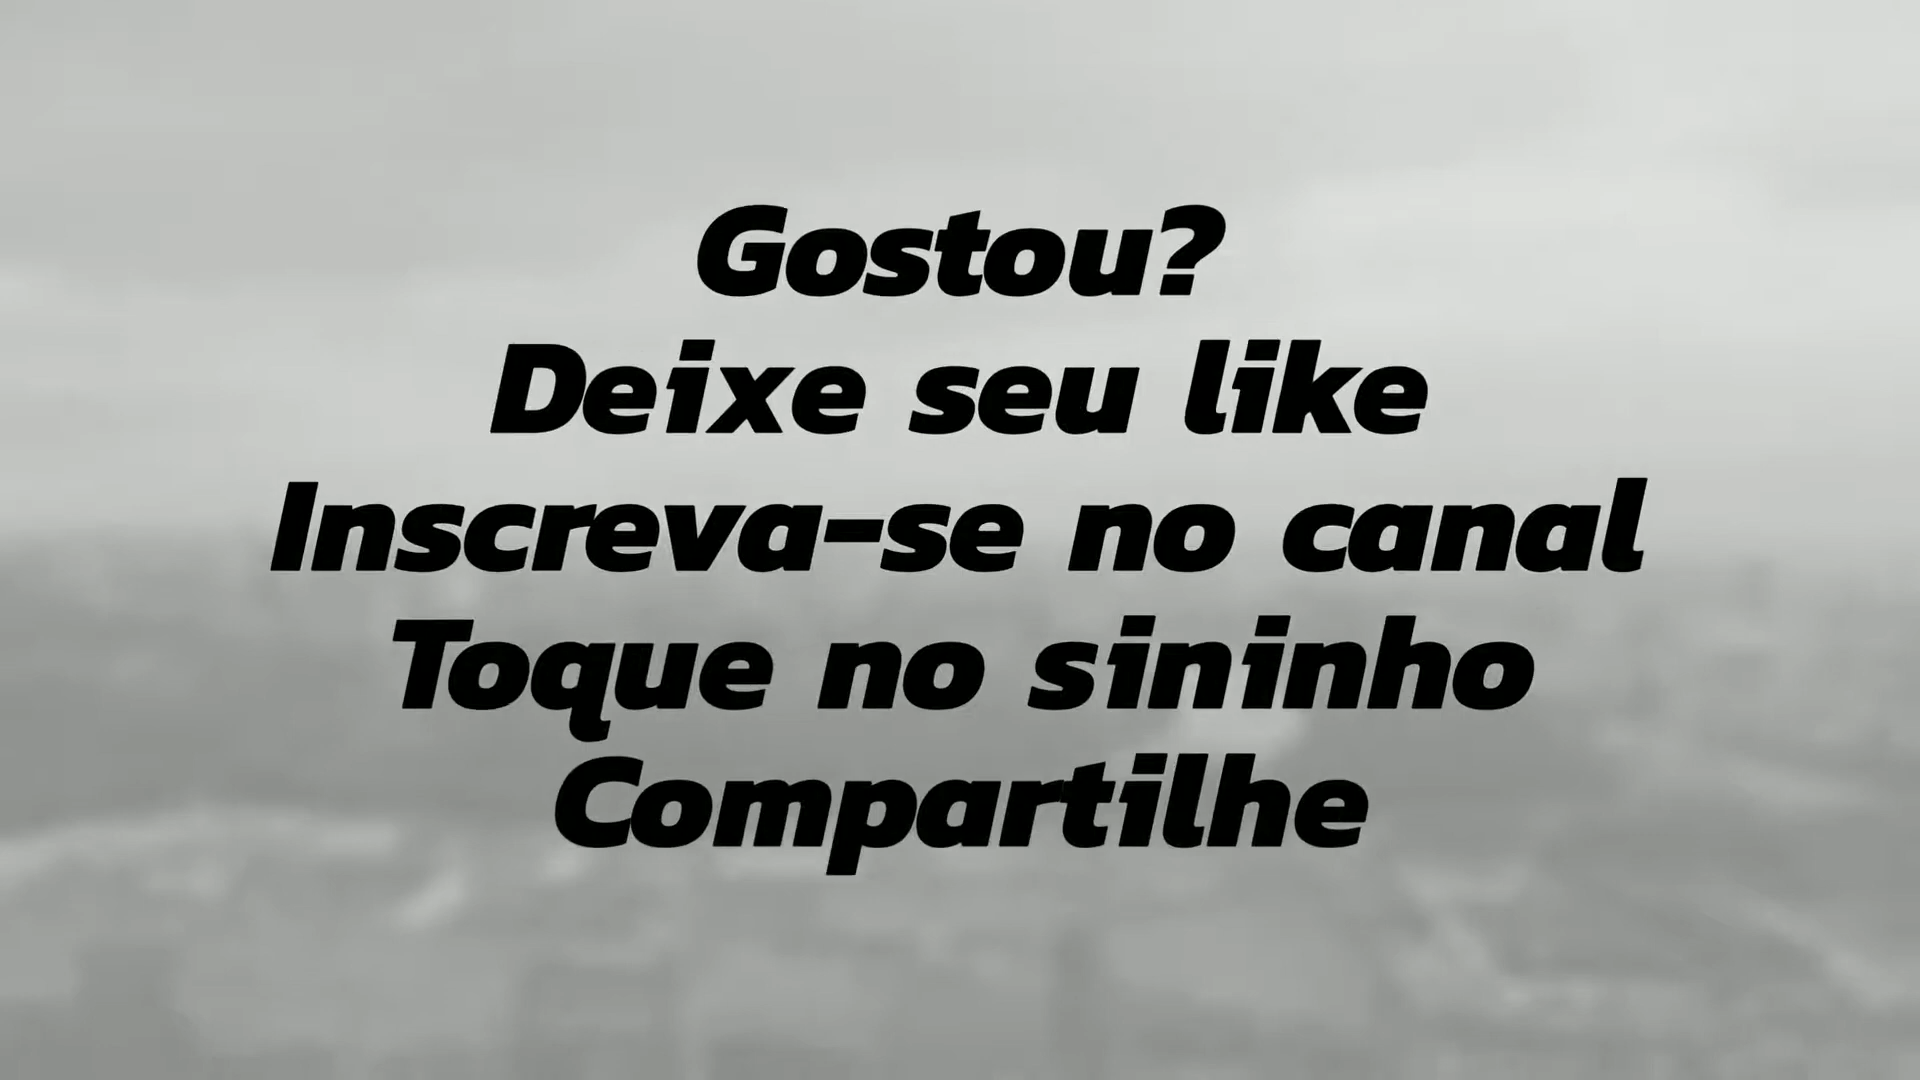 Gostou?
Deixe seu like
Inscreva-se no canal
Toque no sininho
Compartilhe